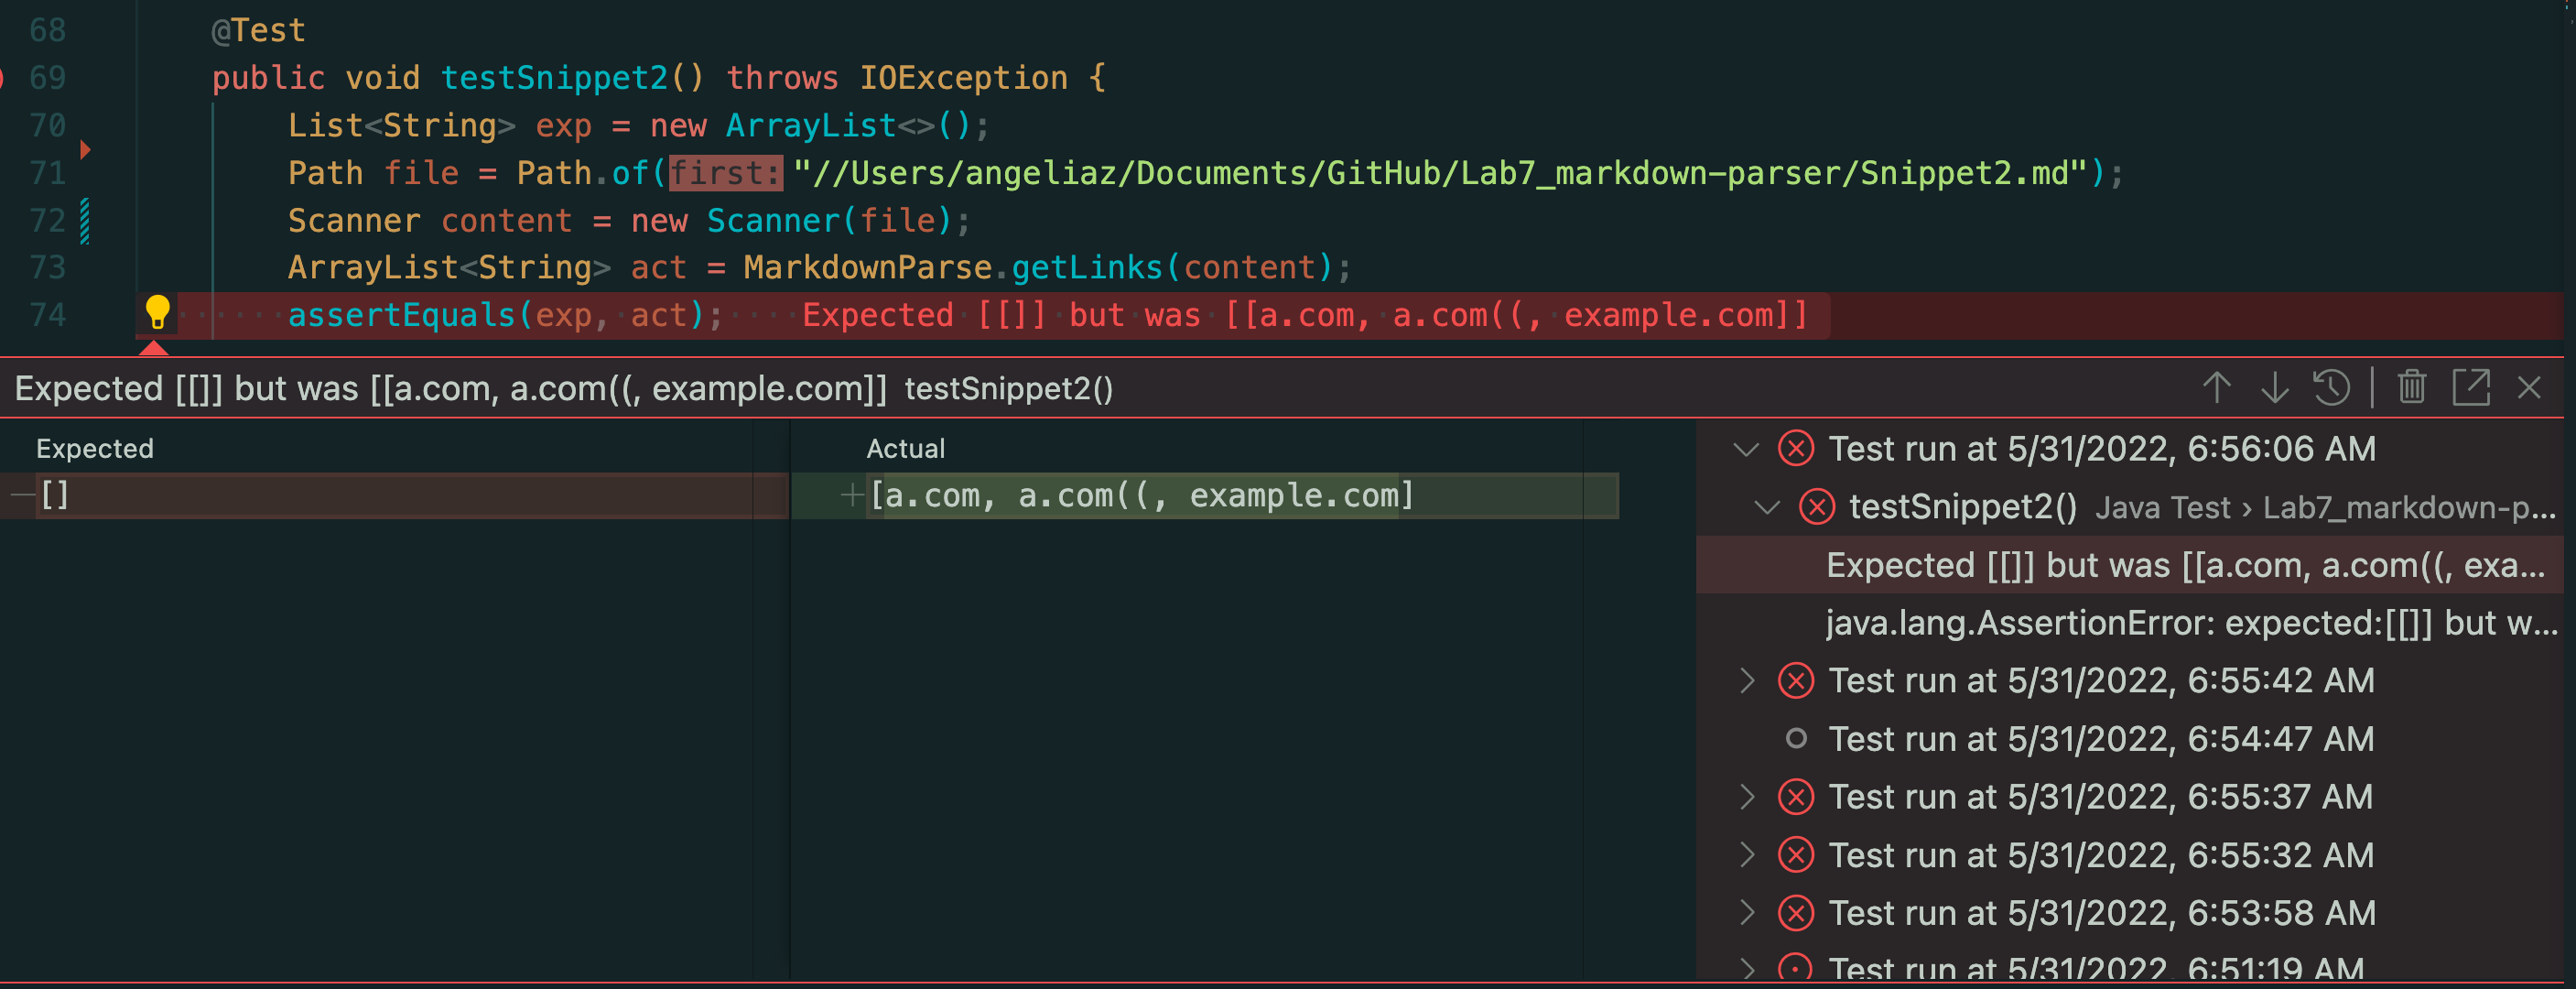 68 @Test
69 public void testSnippet2() throws IOException {
70 List<String> exp = new ArrayList<>();
71 Path file = Path.of(first: "//Users/angeliaz/Documents/GitHub/Lab7_markdown-parser/Snippet2.md");
72 Scanner content = new Scanner(file);
73 ArrayList<String> act = MarkdownParse.getLinks(content);
74 assertEquals(exp, act); Expected [[]] but was [[a.com, a.com((, example.com]]
Expected [[]] but was [[a.com, a.com((, example.com]] testSnippet2()
Expected
[]
Actual
[a.com, a.com((, example.com]
Test run at 5/31/2022, 6:56:06 AM
testSnippet2() Java Test › Lab7_markdown-p...
Expected [[]] but was [[a.com, a.com((, exa...
java.lang.AssertionError: expected:[[]] but w...
Test run at 5/31/2022, 6:55:42 AM
Test run at 5/31/2022, 6:54:47 AM
Test run at 5/31/2022, 6:55:37 AM
Test run at 5/31/2022, 6:55:32 AM
Test run at 5/31/2022, 6:53:58 AM
Test run at 5/31/2022, 6:51:19 AM